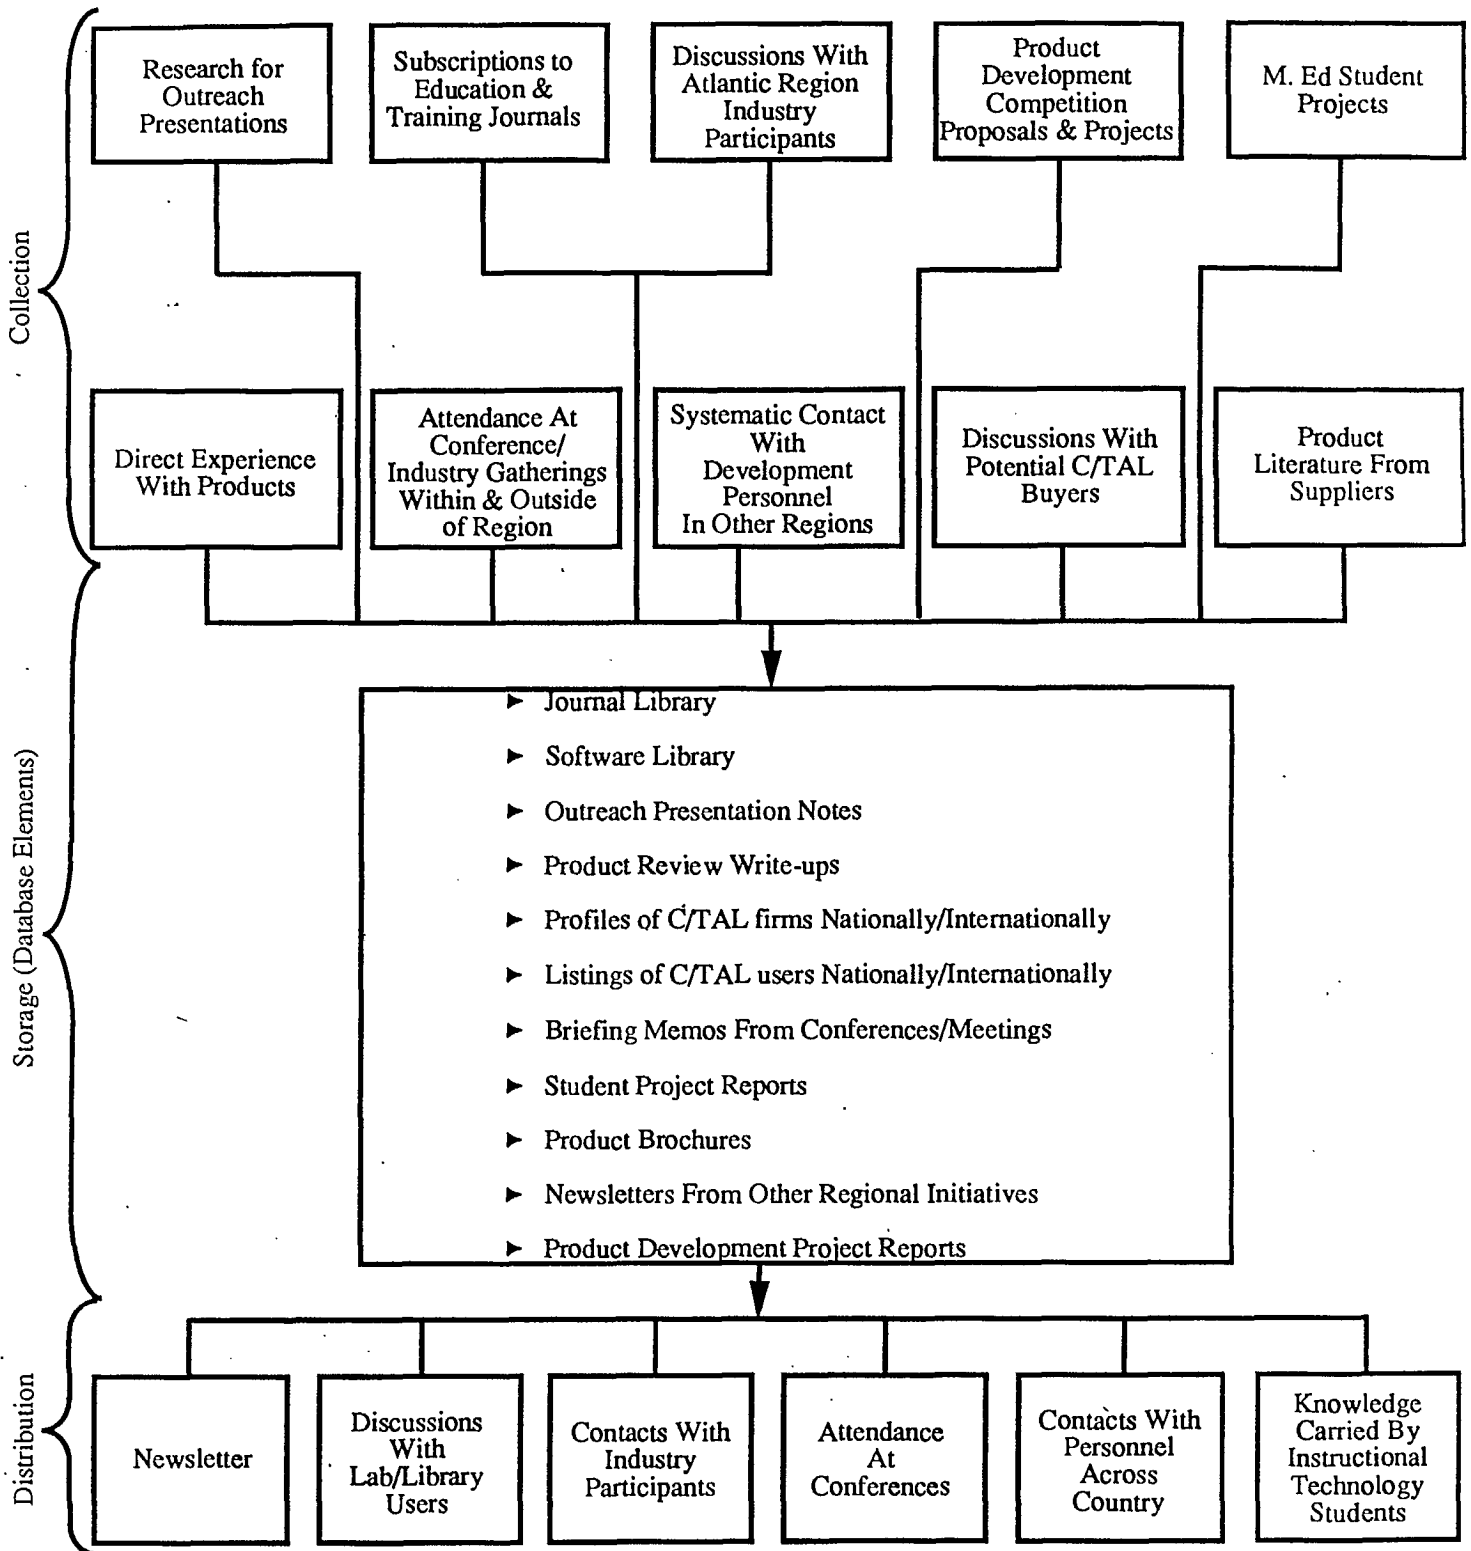 Collection
Research for
Outreach
Presentations
Subscriptions to
Education &
Training Journals
Discussions With
Atlantic Region
Industry
Participants
Product
Development
Competition
Proposals & Projects
M. Ed Student
Projects
Direct Experience
With Products
Attendance At
Conference/
Industry Gatherings
Within & Outside
of Region
Systematic Contact
With
Development
Personnel
In Other Regions
Discussions With
Potential C/TAL
Buyers
Product
Literature From
Suppliers
Storage (Database Elements)
► Journal Library
► Software Library
► Outreach Presentation Notes
► Product Review Write-ups
► Profiles of C/TAL firms Nationally/Internationally
► Listings of C/TAL users Nationally/Internationally
► Briefing Memos From Conferences/Meetings
► Student Project Reports
► Product Brochures
► Newsletters From Other Regional Initiatives
► Product Development Project Reports
Distribution
Newsletter
Discussions
With
Lab/Library
Users
Contacts With
Industry
Participants
Attendance
At
Conferences
Contacts With
Personnel
Across
Country
Knowledge
Carried By
Instructional
Technology
Students